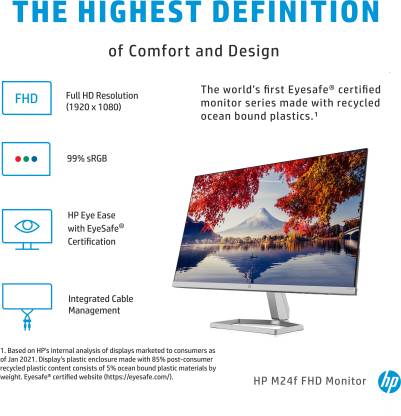 THE HIGHEST DEFINITION
of Comfort and Design
FHD
Full HD Resolution
(1920 x 1080)
The world's first Eyesafe® certified
monitor series made with recycled
ocean bound plastics.¹
99% sRGB
HP Eye Ease
with EyeSafe®
Certification
Integrated Cable
Management
1. Based on HP's internal analysis of displays marketed to consumers as
of Jan 2021. Display's plastic enclosure made with 85% post-consumer
recycled plastic content consists of 5% ocean bound plastic materials by
weight. Eyesafe® certified website (https://eyesafe.com/).
HP M24f FHD Monitor
hp